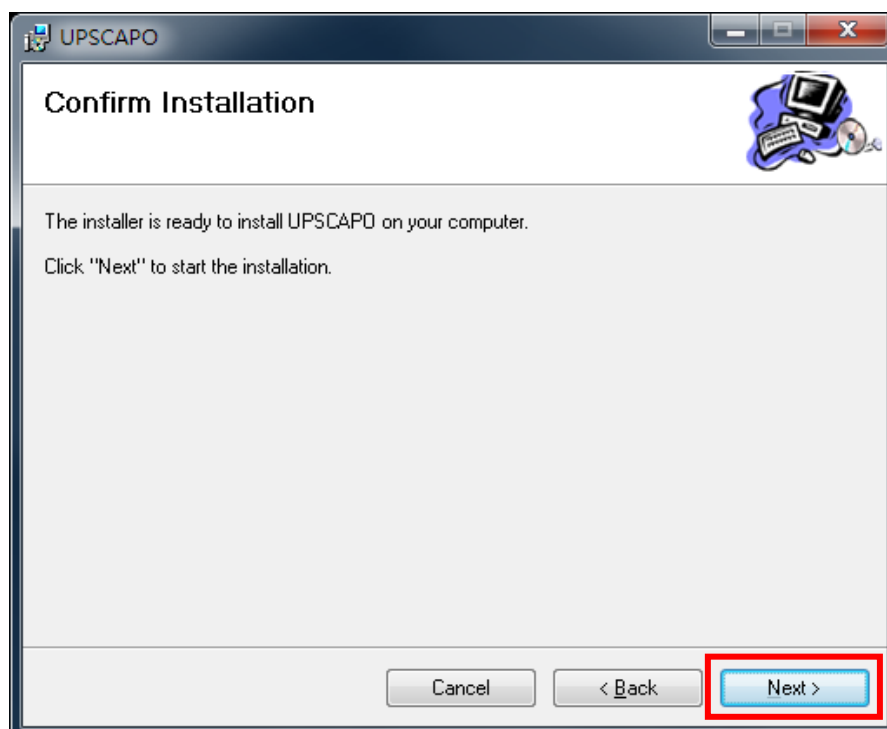 UPSCAPO
Confirm Installation
The installer is ready to install UPSCAPO on your computer.
Click "Next" to start the installation.
Cancel
< Back
Next >